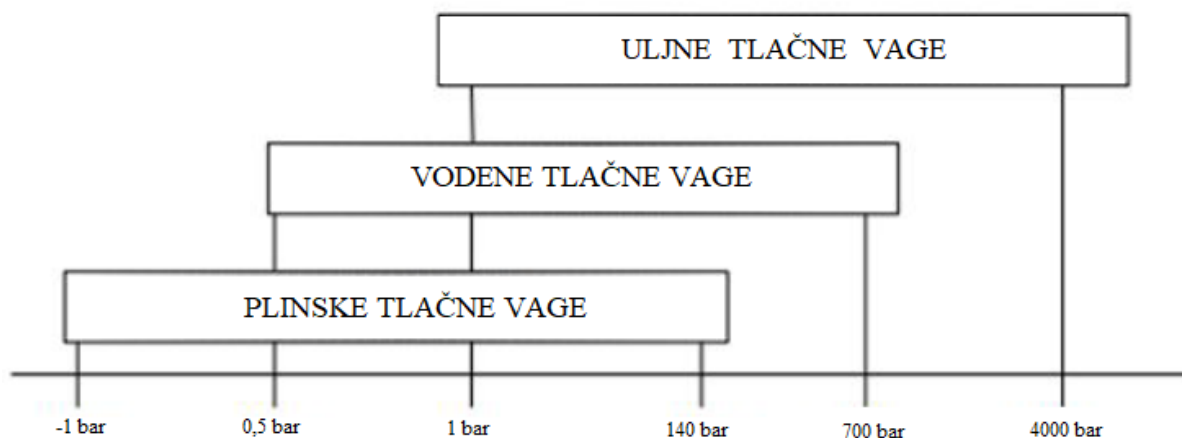 ULJNE TLAČNE VAGE
VODENE TLAČNE VAGE
PLINSKE TLAČNE VAGE
-1 bar 0,5 bar 1 bar 140 bar 700 bar 4000 bar